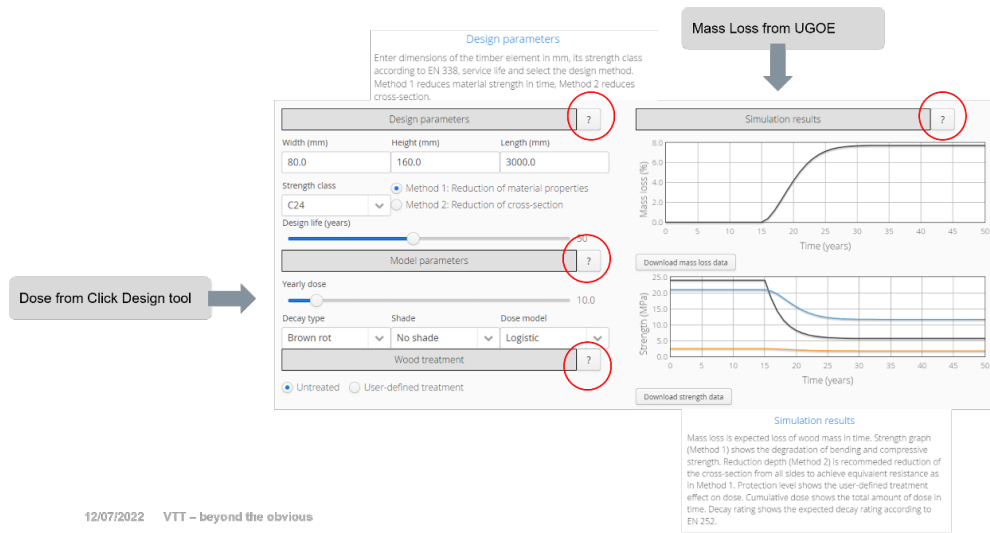 Mass Loss from UGOE
Design parameters
Enter dimensions of the timber element in mm, its strength class
according to EN 338, service life and select the design method.
Method 1 reduces material strength in time, Method 2 reduces
cross-section.
Design parameters
?
Width (mm)
Height (mm)
Length (mm)
80.0
160.0
3000.0
Strength class
C24
Method 1: Reduction of material properties
Method 2: Reduction of cross-section
Design life (years)
50
Model parameters
?
Dose from Click Design tool
Yearly dose
10.0
Decay type
Shade
Dose model
Brown rot
No shade
Logistic
Wood treatment
?
Untreated
User-defined treatment
Simulation results
?
Mass loss (%)
8.0
6.0
4.0
2.0
0.0
0 5 10 15 20 25 30 35 40 45 50
Time (years)
Download mass loss data
Strength (MPa)
25.0
20.0
15.0
10.0
5.0
0.0
0 5 10 15 20 25 30 35 40 45 50
Time (years)
Download strength data
Simulation results
Mass loss is expected loss of wood mass in time. Strength graph
(Method 1) shows the degradation of bending and compressive
strength. Reduction depth (Method 2) is recommeded reduction of
the cross-section from all sides to achieve equivalent resistance as
in Method 1. Protection level shows the user-defined treatment
effect on dose. Cumulative dose shows the total amount of dose in
time. Decay rating shows the expected decay rating according to
EN 252.
12/07/2022 VTT – beyond the obvious